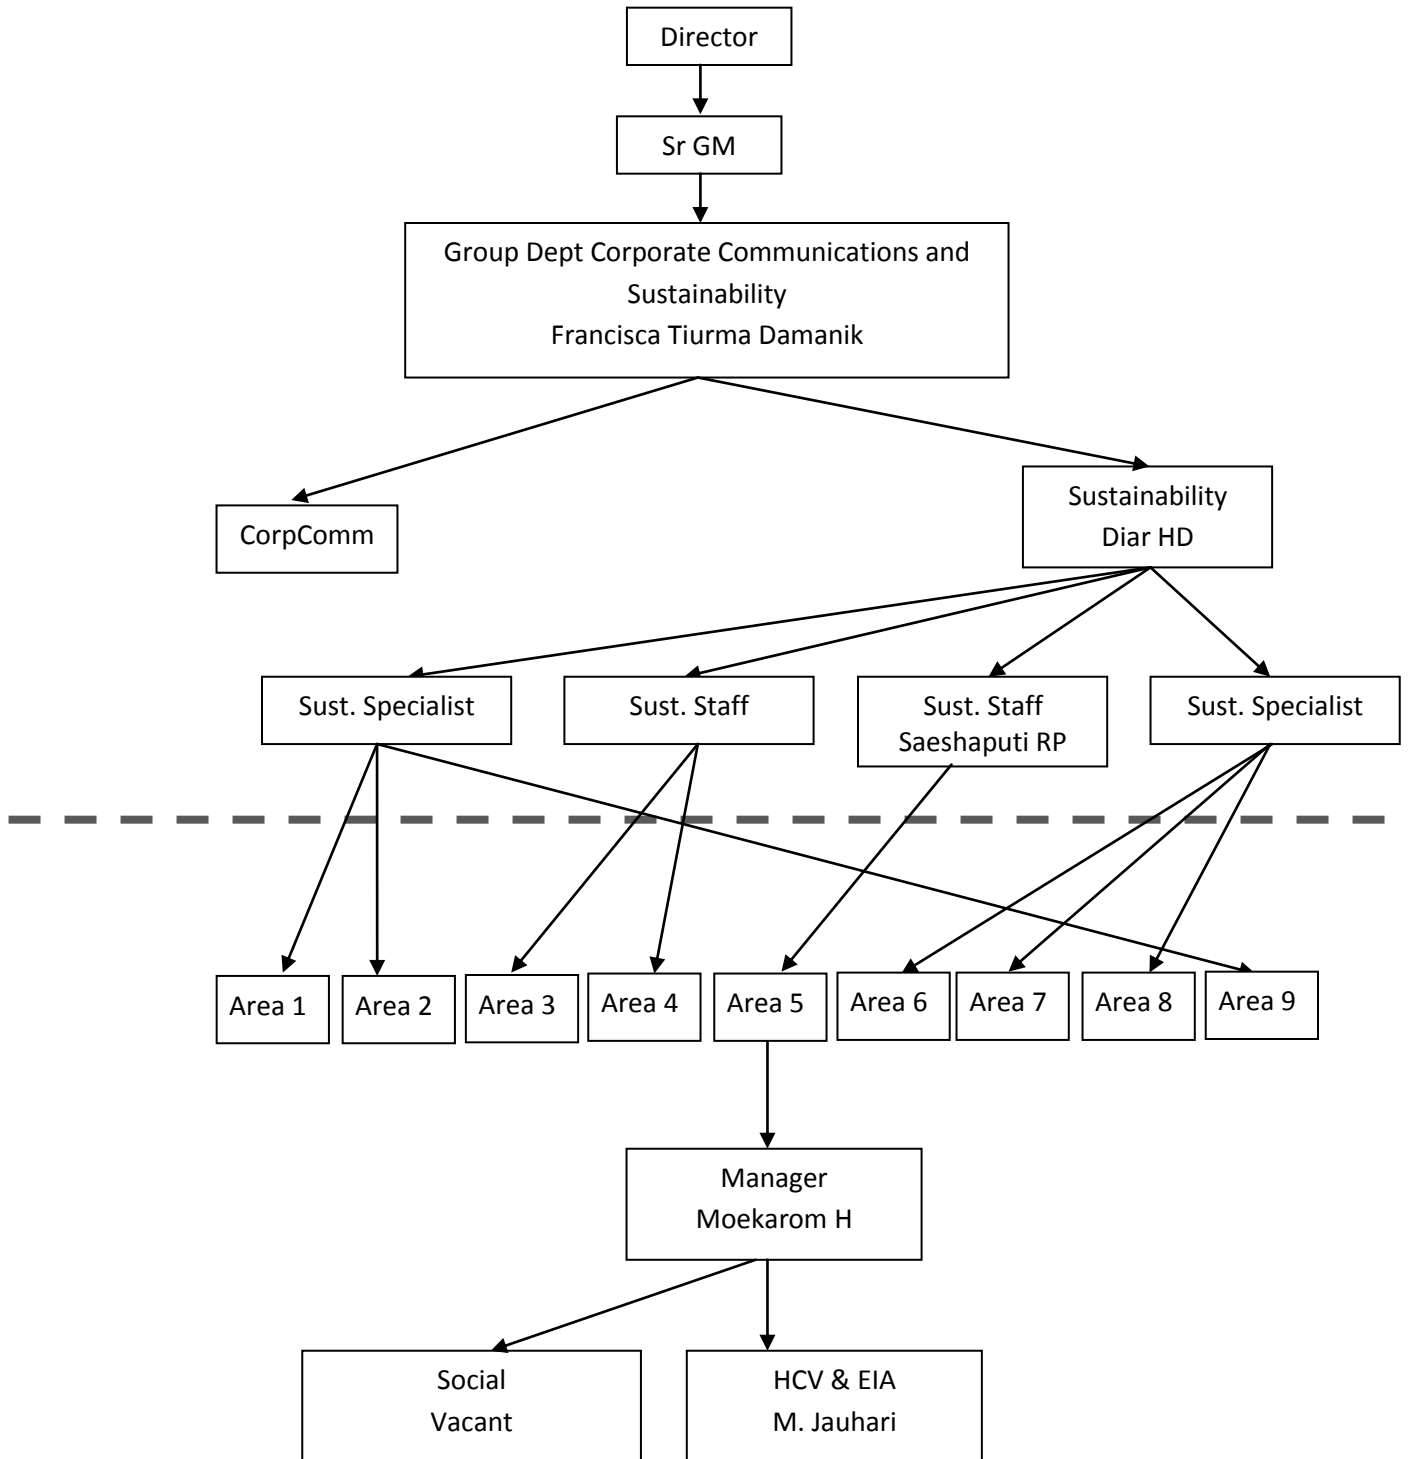 Director
Sr GM
Group Dept Corporate Communications and
Sustainability
Francisca Tiurma Damanik
CorpComm
Sustainability
Diar HD
Sust. Specialist
Sust. Staff
Sust. Staff
Saeshaputi RP
Sust. Specialist
Area 1
Area 2
Area 3
Area 4
Area 5
Area 6
Area 7
Area 8
Area 9
Manager
Moekarom H
Social
Vacant
HCV & EIA
M. Jauhari